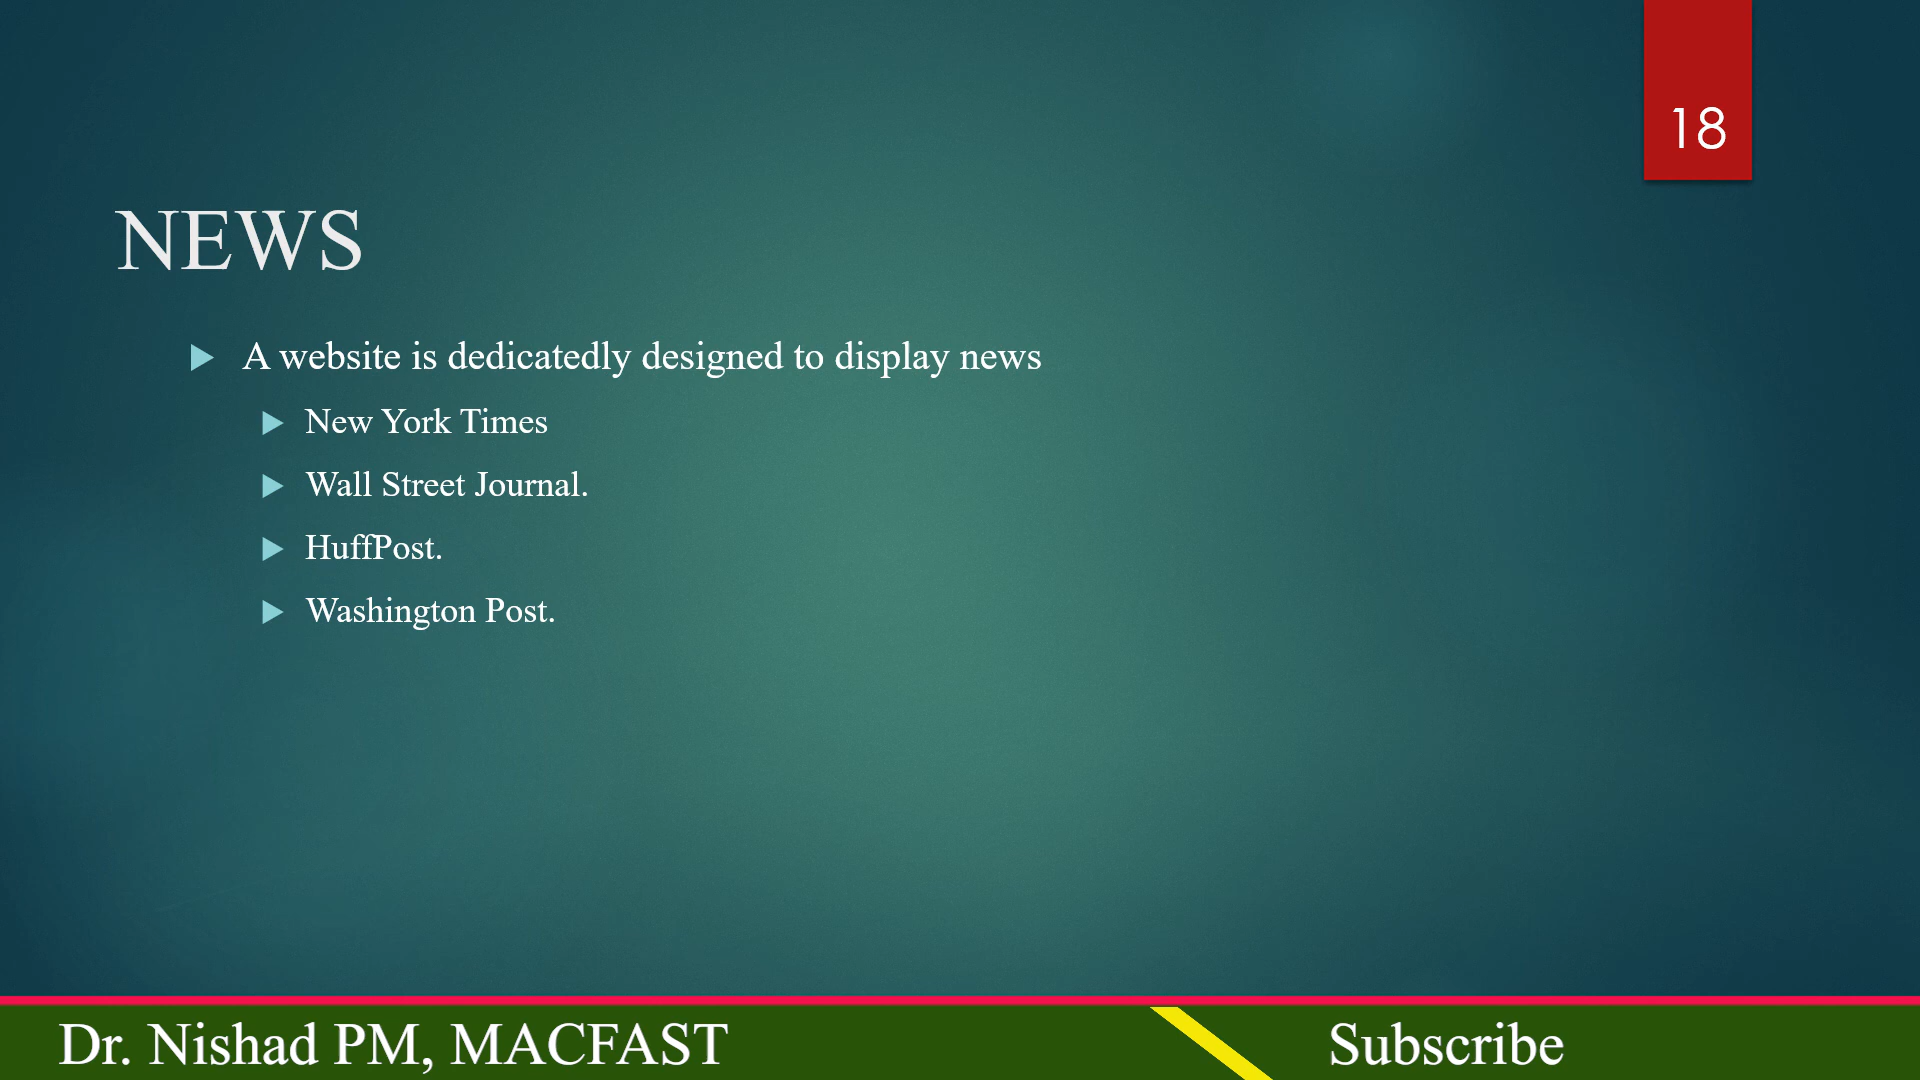 18
NEWS
A website is dedicatedly designed to display news
New York Times
Wall Street Journal.
HuffPost.
Washington Post.
Dr. Nishad PM, MACFAST
Subscribe